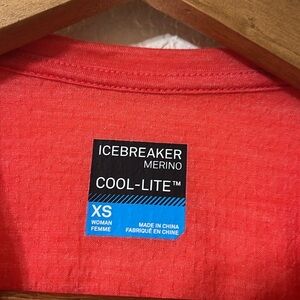 ICEBREAKER
MERINO
COOL-LITE™
XS
WOMAN
FEMME
MADE IN CHINA
FABRIQUÉ EN CHINE